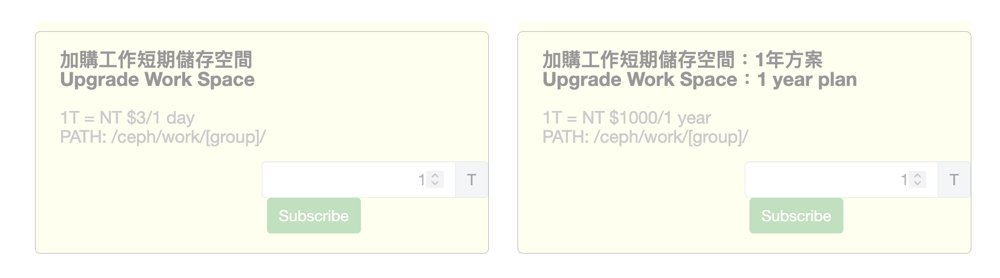 加購工作短期儲存空間
Upgrade Work Space
1T = NT $3/1 day
PATH: /ceph/work/[group]/
1 T
Subscribe
加購工作短期儲存空間：1年方案
Upgrade Work Space：1 year plan
1T = NT $1000/1 year
PATH: /ceph/work/[group]/
1 T
Subscribe